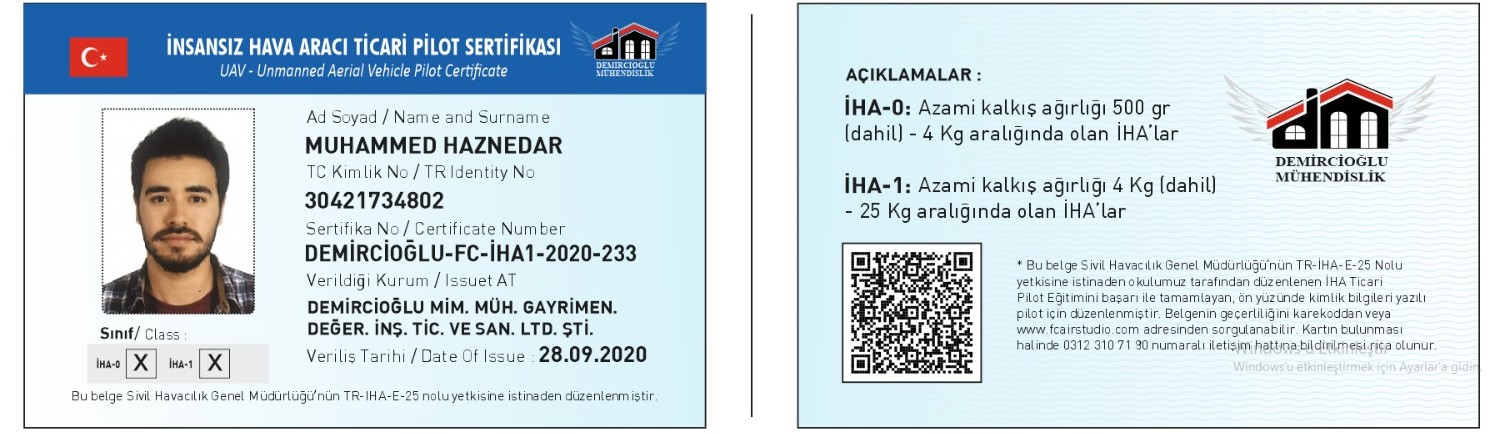 İNSANSIZ HAVA ARACI TİCARİ PİLOT SERTİFİKASI
UAV - Unmanned Aerial Vehicle Pilot Certificate
DEMİRCİOĞLU
MÜHENDİSLİK
Ad Soyad / Name and Surname
MUHAMMED HAZNEDAR
TC Kimlik No / TR Identity No
30421734802
Sertifika No / Certificate Number
DEMİRCİOĞLU-FC-İHA1-2020-233
Verildiği Kurum / Issuet AT
DEMİRCİOĞLU MİM. MÜH. GAYRİMEN.
DEĞER. İNŞ. TİC. VE SAN. LTD. ŞTİ.
Veriliş Tarihi / Date Of Issue : 28.09.2020
Sınıf/ Class :
İHA-0 X İHA-1 X
Bu belge Sivil Havacılık Genel Müdürlüğü'nün TR-IHA-E-25 nolu yetkisine istinaden düzenlenmiştir.
AÇIKLAMALAR :
İHA-0: Azami kalkış ağırlığı 500 gr
(dahil) - 4 Kg aralığında olan İHA'lar
İHA-1: Azami kalkış ağırlığı 4 Kg (dahil)
- 25 Kg aralığında olan İHA'lar
DEMİRCİOĞLU
MÜHENDİSLİK
* Bu belge Sivil Havacılık Genel Müdürlüğü'nün TR-İHA-E-25 Nolu
yetkisine istinaden okulumuz tarafından düzenlenen İHA Ticari
Pilot Eğitimini başarı ile tamamlayan, ön yüzünde kimlik bilgileri yazılı
pilot için düzenlenmiştir. Belgenin geçerliliğini karekoddan veya
www.fcairstudio.com adresinden sorgulanabilir. Kartın bulunması
halinde 0312 310 71 80 numaralı iletişim hattına bildirilmesi rica olunur.
Windows'u Etkinleştir
Windows'u etkinleştirmek için Ayarlar'a gidin